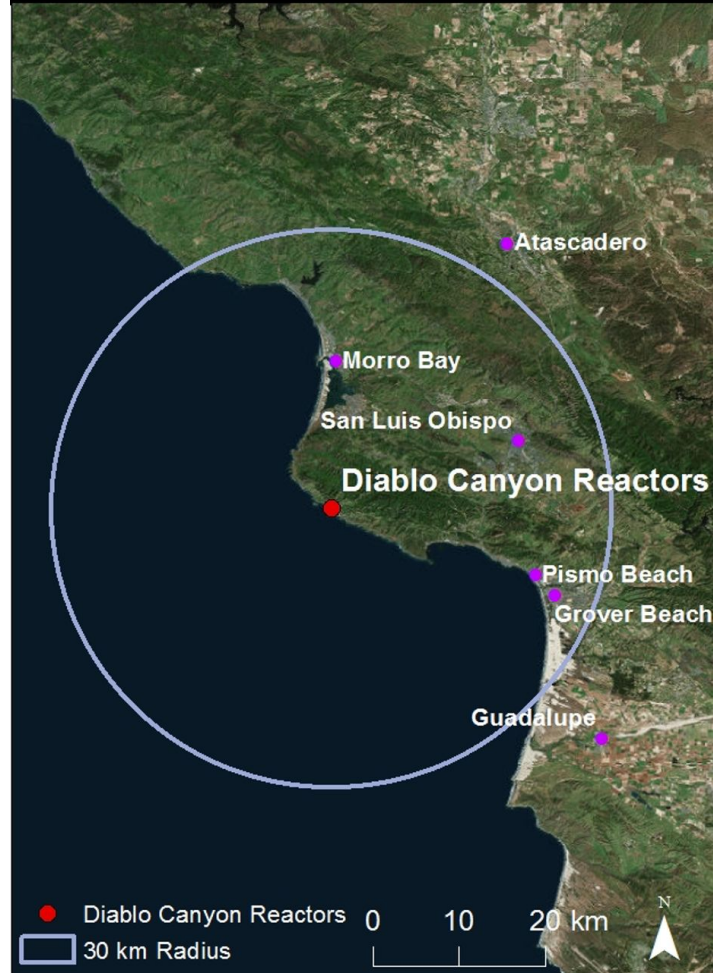 Atascadero
Morro Bay
San Luis Obispo
Diablo Canyon Reactors
Pismo Beach
Grover Beach
Guadalupe
Diablo Canyon Reactors
30 km Radius
0 10 20 km
N